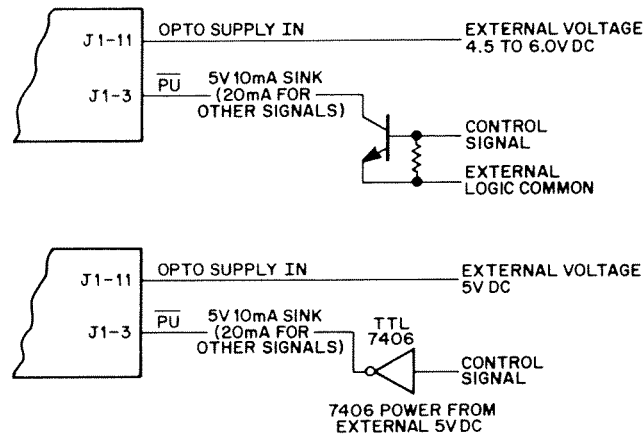 J1-11 OPTO SUPPLY IN EXTERNAL VOLTAGE
4.5 TO 6.0V DC
J1-3 PU 5V 10mA SINK
(20mA FOR
OTHER SIGNALS)
CONTROL
SIGNAL
EXTERNAL
LOGIC COMMON
J1-11 OPTO SUPPLY IN EXTERNAL VOLTAGE
5V DC
J1-3 PU 5V 10mA SINK
(20mA FOR
OTHER SIGNALS)
TTL
7406
CONTROL
SIGNAL
7406 POWER FROM
EXTERNAL 5V DC